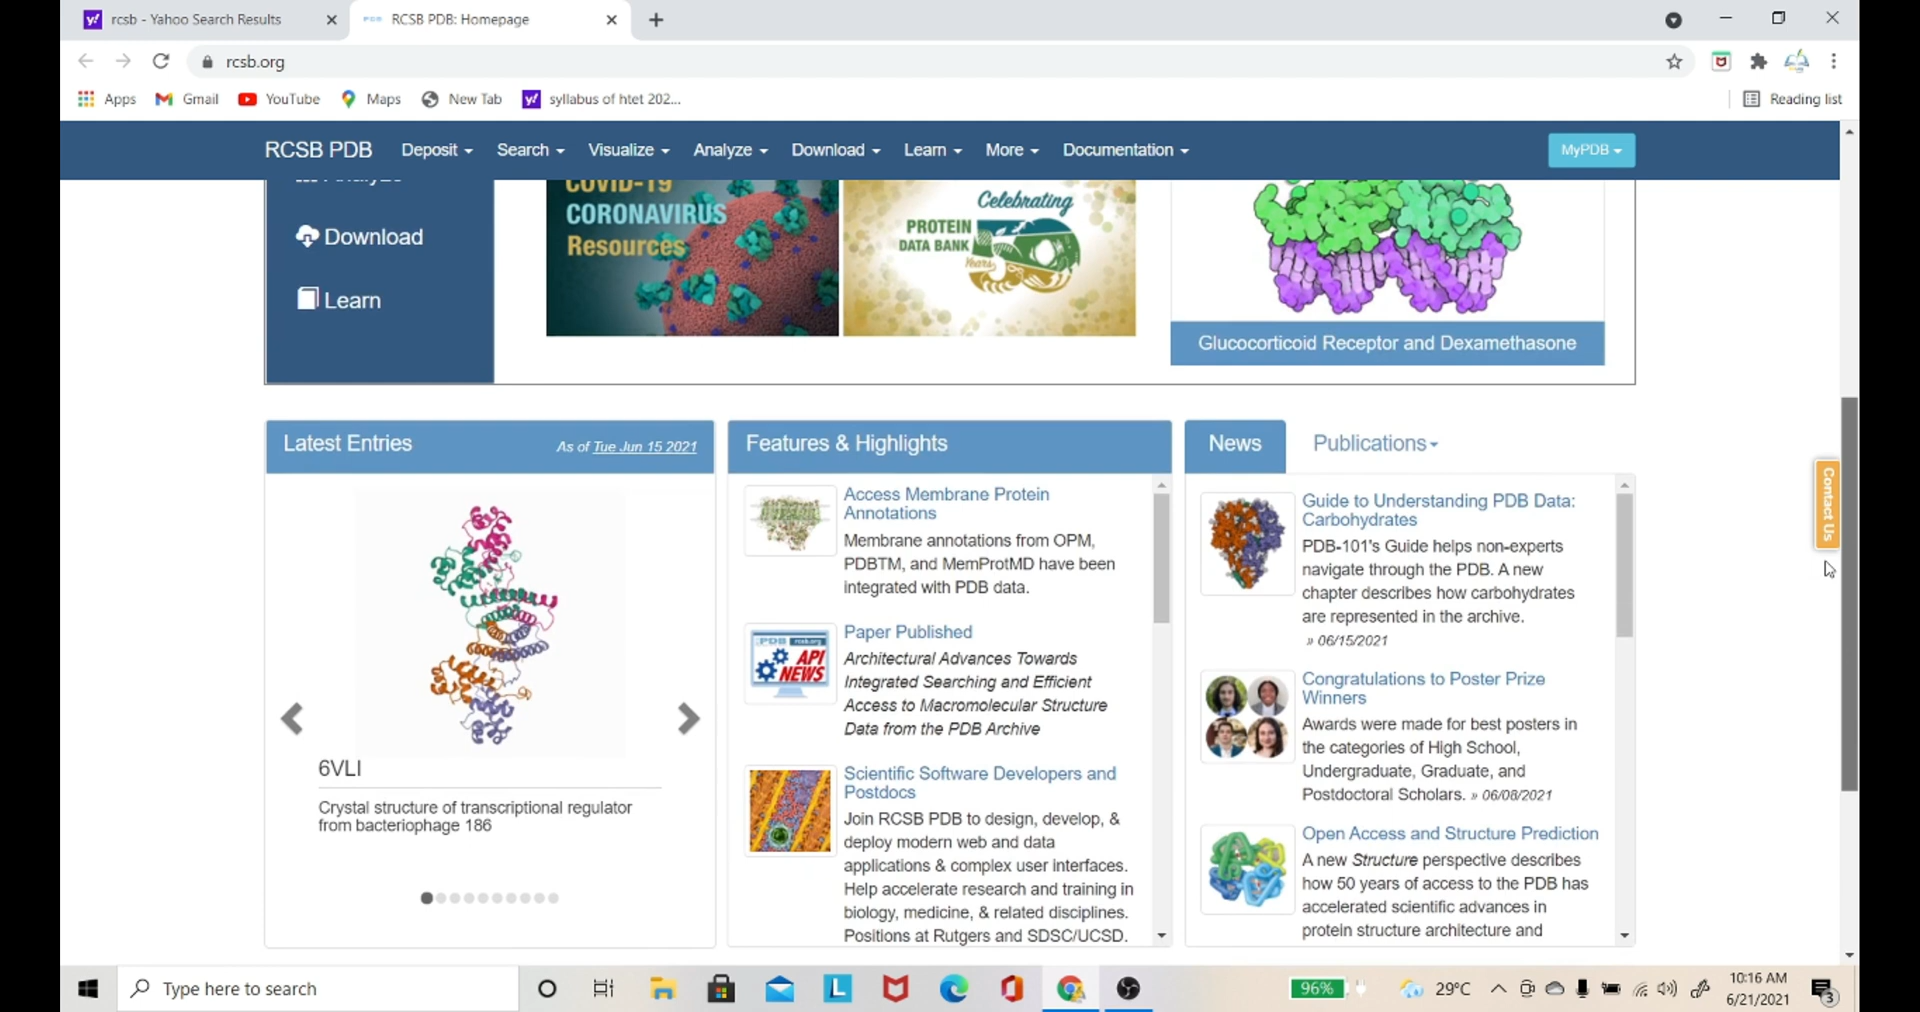 rcsb - Yahoo Search Results
RCSB PDB: Homepage
rcsb.org
Apps
Gmail
YouTube
Maps
New Tab
syllabus of htet 202...
Reading list
RCSB PDB
Deposit
Search
Visualize
Analyze
Download
Learn
More
Documentation
MyPDB
Analyze
Download
Learn
COVID-19
CORONAVIRUS
Resources
Celebrating
PROTEIN
DATA BANK
Years
50
Glucocorticoid Receptor and Dexamethasone
Latest Entries
As of Tue Jun 15 2021
6VLI
Crystal structure of transcriptional regulator
from bacteriophage 186
Features & Highlights
Access Membrane Protein
Annotations
Membrane annotations from OPM,
PDBTM, and MemProtMD have been
integrated with PDB data.
PDB rcsb.org
API
NEWS
Paper Published
Architectural Advances Towards
Integrated Searching and Efficient
Access to Macromolecular Structure
Data from the PDB Archive
Scientific Software Developers and
Postdocs
Join RCSB PDB to design, develop, &
deploy modern web and data
applications & complex user interfaces.
Help accelerate research and training in
biology, medicine, & related disciplines.
Positions at Rutgers and SDSC/UCSD.
News
Publications
Guide to Understanding PDB Data:
Carbohydrates
PDB-101's Guide helps non-experts
navigate through the PDB. A new
chapter describes how carbohydrates
are represented in the archive.
» 06/15/2021
Congratulations to Poster Prize
Winners
Awards were made for best posters in
the categories of High School,
Undergraduate, Graduate, and
Postdoctoral Scholars. » 06/08/2021
Open Access and Structure Prediction
A new Structure perspective describes
how 50 years of access to the PDB has
accelerated scientific advances in
protein structure architecture and
Contact Us
Type here to search
L
96%
29°C
10:16 AM
6/21/2021
3